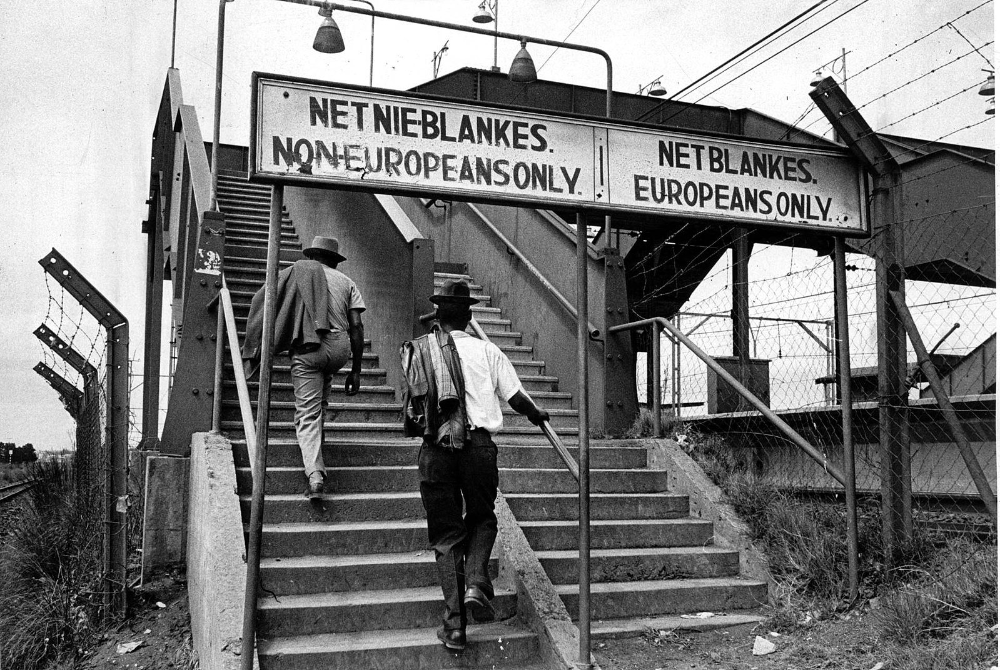 NET NIE-BLANKES.
NON-EUROPEANS ONLY.
NET BLANKES.
EUROPEANS ONLY.